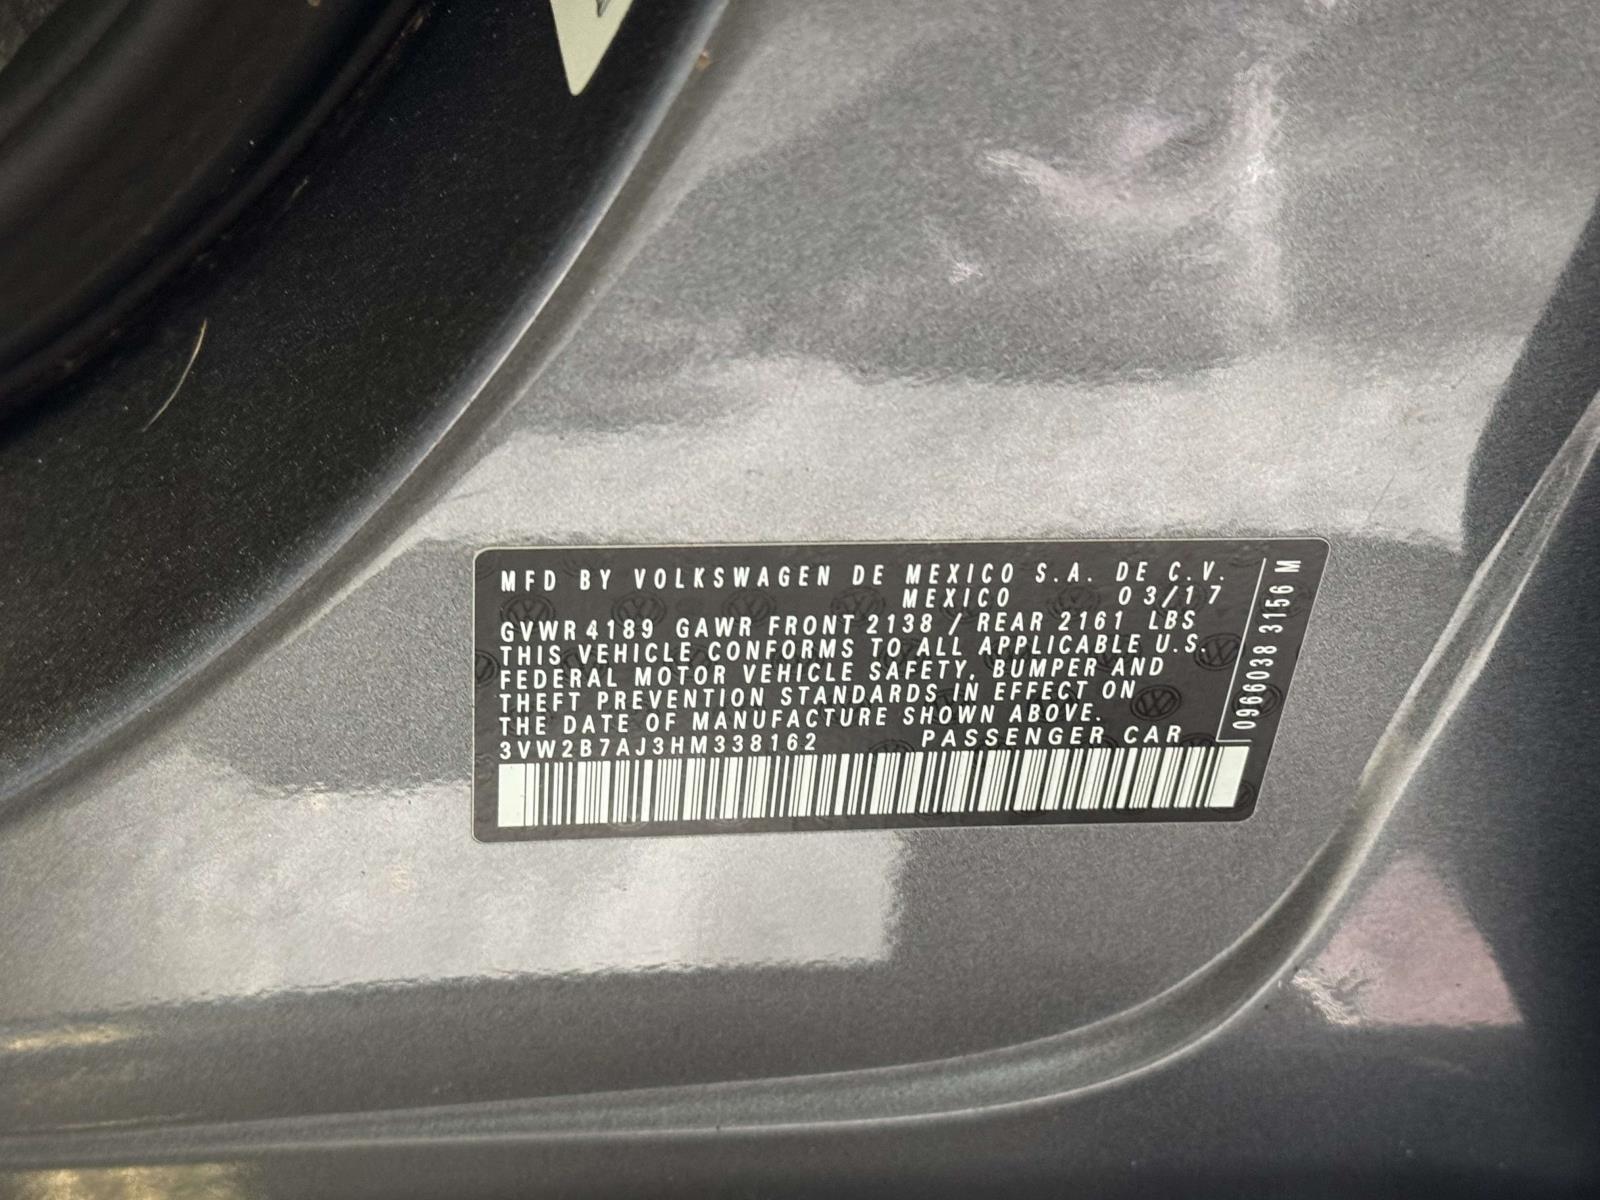 MFD BY VOLKSWAGEN DE MEXICO S.A. DE C.V.
MEXICO 03/17
GVWR 4189 GAWR FRONT 2138 / REAR 2161 LBS
THIS VEHICLE CONFORMS TO ALL APPLICABLE U.S.
FEDERAL MOTOR VEHICLE SAFETY, BUMPER AND
THEFT PREVENTION STANDARDS IN EFFECT ON
THE DATE OF MANUFACTURE SHOWN ABOVE.
3VW2B7AJ3HM338162 PASSENGER CAR
0966038 3156 M